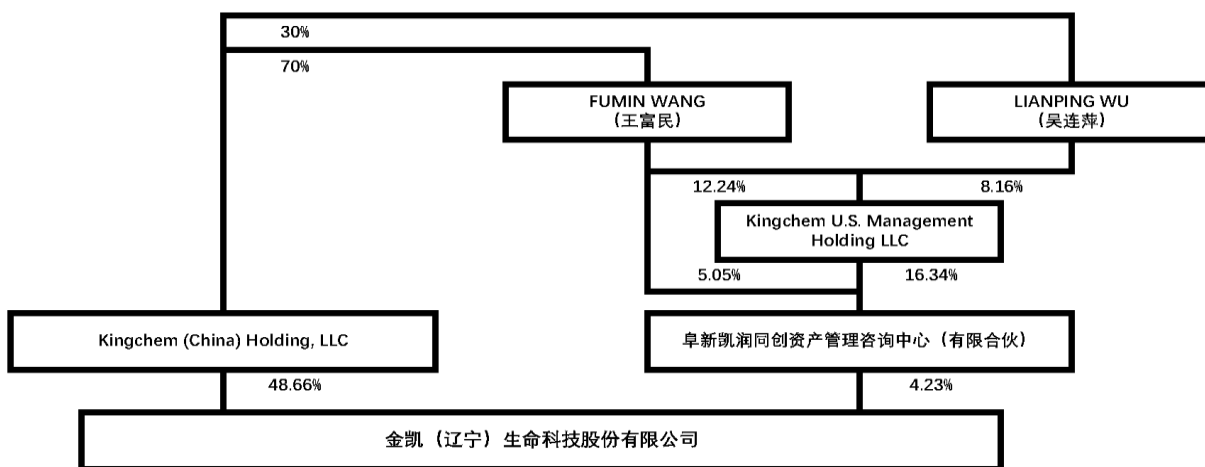 30%
70%
FUMIN WANG
（王富民）
LIANPING WU
（吴连萍）
12.24%
8.16%
Kingchem U.S. Management
Holding LLC
5.05%
16.34%
Kingchem (China) Holding, LLC
阜新凯润同创资产管理咨询中心（有限合伙）
48.66%
4.23%
金凯（辽宁）生命科技股份有限公司